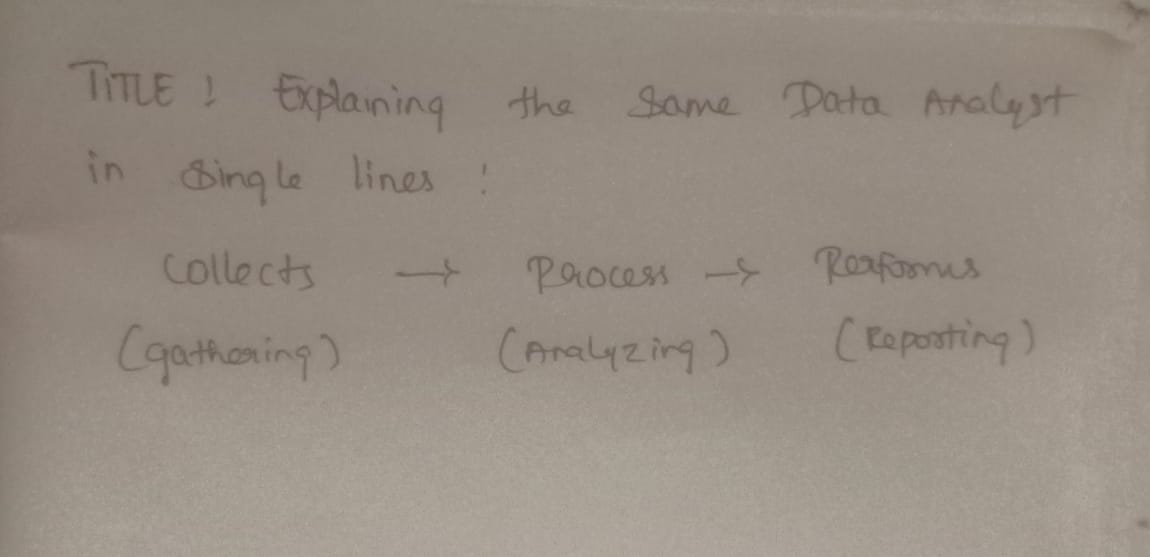 TITLE : Explaining the Same Data Analyst
in Single lines :
Collects → Process → Performs
(gathering) (Analyzing) (Reporting)